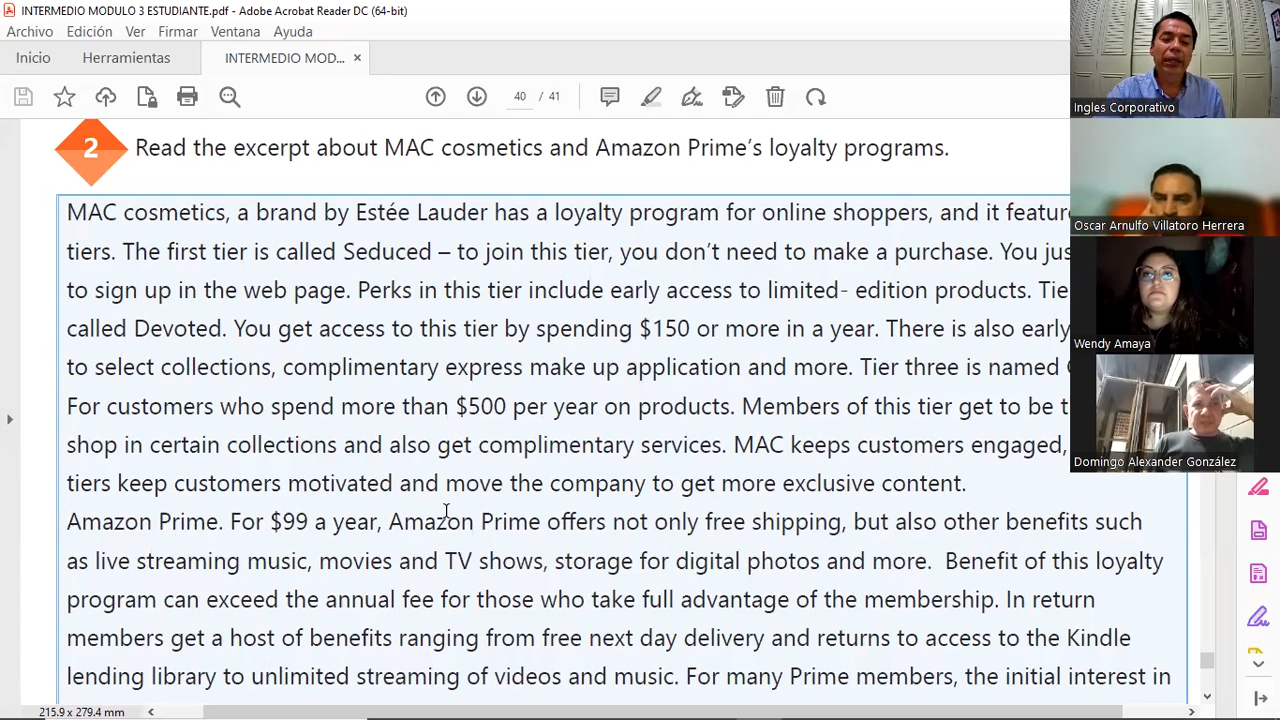 INTERMEDIO MODULO 3 ESTUDIANTE.pdf - Adobe Acrobat Reader DC (64-bit)
Archivo Edición Ver Firmar Ventana Ayuda
Inicio Herramientas INTERMEDIO MOD... ×
40 / 41
Ingles Corporativo
Oscar Arnulfo Villatoro Herrera
Wendy Amaya
Domingo Alexander González
2 Read the excerpt about MAC cosmetics and Amazon Prime's loyalty programs.
MAC cosmetics, a brand by Estée Lauder has a loyalty program for online shoppers, and it feature
tiers. The first tier is called Seduced – to join this tier, you don't need to make a purchase. You jus
to sign up in the web page. Perks in this tier include early access to limited- edition products. Tie
called Devoted. You get access to this tier by spending $150 or more in a year. There is also early
to select collections, complimentary express make up application and more. Tier three is named
For customers who spend more than $500 per year on products. Members of this tier get to be t
shop in certain collections and also get complimentary services. MAC keeps customers engaged,
tiers keep customers motivated and move the company to get more exclusive content.
Amazon Prime. For $99 a year, Amazon Prime offers not only free shipping, but also other benefits such
as live streaming music, movies and TV shows, storage for digital photos and more. Benefit of this loyalty
program can exceed the annual fee for those who take full advantage of the membership. In return
members get a host of benefits ranging from free next day delivery and returns to access to the Kindle
lending library to unlimited streaming of videos and music. For many Prime members, the initial interest in
215.9 x 279.4 mm